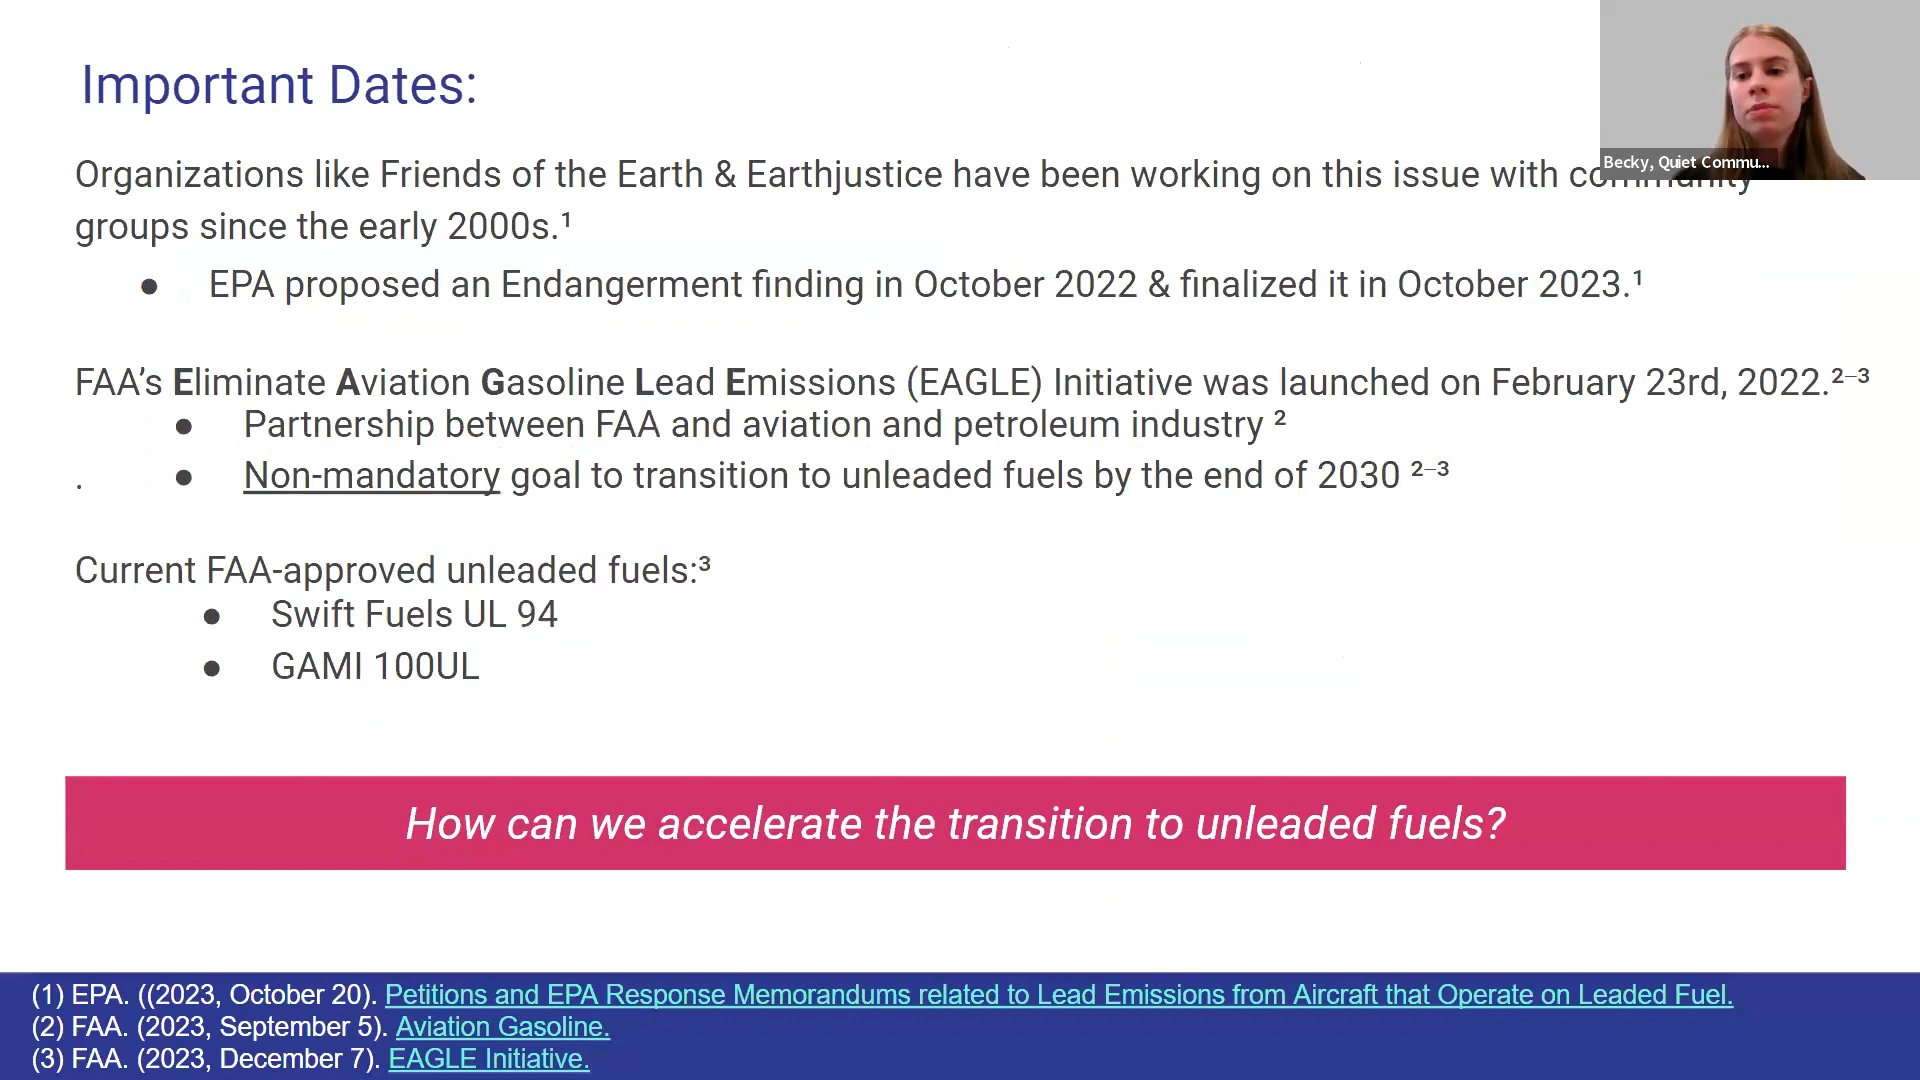 Important Dates:
Becky, Quiet Commu...
Organizations like Friends of the Earth & Earthjustice have been working on this issue with community
groups since the early 2000s.¹
● EPA proposed an Endangerment finding in October 2022 & finalized it in October 2023.¹
FAA’s Eliminate Aviation Gasoline Lead Emissions (EAGLE) Initiative was launched on February 23rd, 2022.²⁻³
● Partnership between FAA and aviation and petroleum industry ²
. ● Non-mandatory goal to transition to unleaded fuels by the end of 2030 ²⁻³
Current FAA-approved unleaded fuels:³
● Swift Fuels UL 94
● GAMI 100UL
How can we accelerate the transition to unleaded fuels?
(1) EPA. ((2023, October 20). Petitions and EPA Response Memorandums related to Lead Emissions from Aircraft that Operate on Leaded Fuel.
(2) FAA. (2023, September 5). Aviation Gasoline.
(3) FAA. (2023, December 7). EAGLE Initiative.